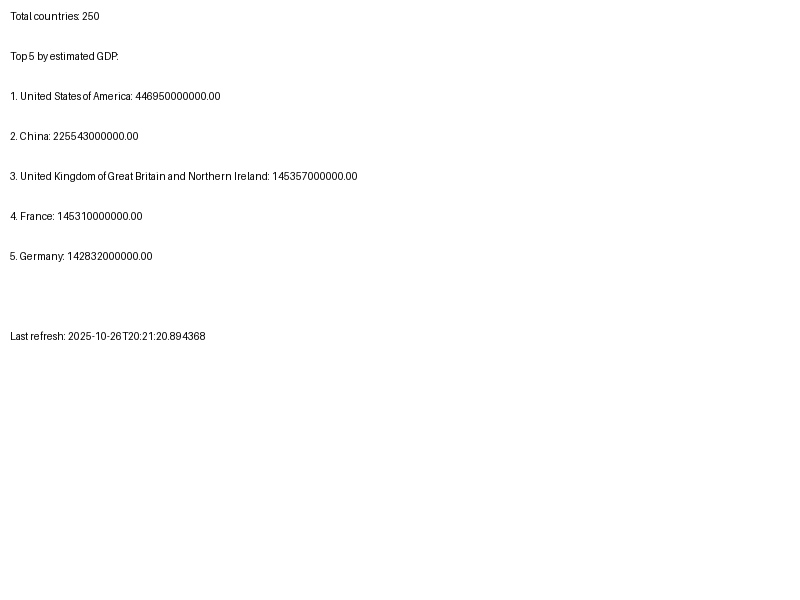 Total countries: 250
Top 5 by estimated GDP:
1. United States of America: 446950000000.00
2. China: 225543000000.00
3. United Kingdom of Great Britain and Northern Ireland: 145357000000.00
4. France: 145310000000.00
5. Germany: 142832000000.00
Last refresh: 2025-10-26T20:21:20.894368